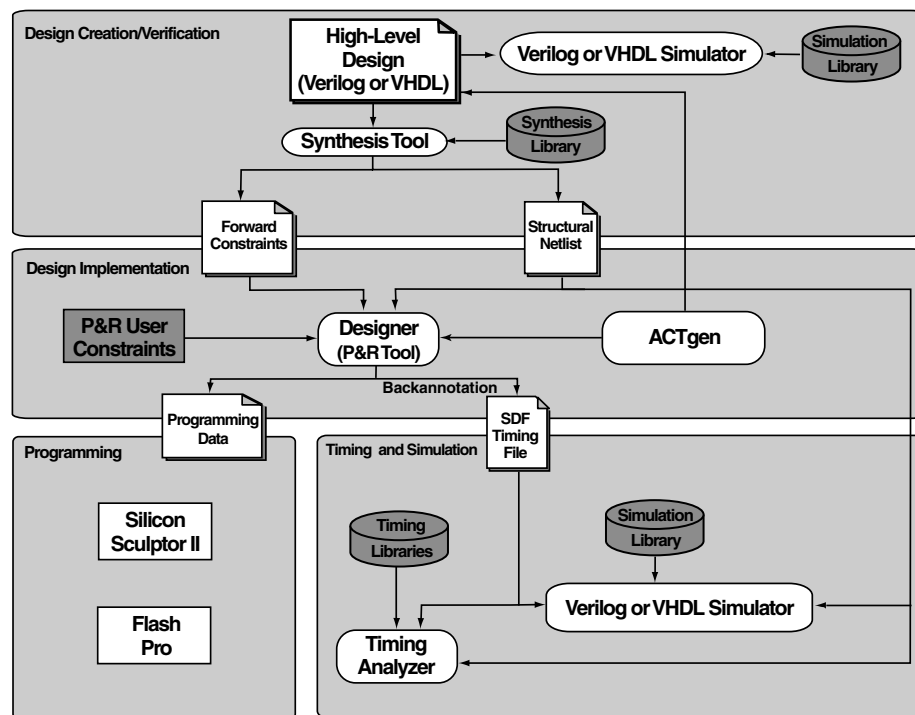 Design Creation/Verification
High-Level
Design
(Verilog or VHDL)
Verilog or VHDL Simulator
Simulation
Library
Synthesis Tool
Synthesis
Library
Forward
Constraints
Structural
Netlist
Design Implementation
P&R User
Constraints
Designer
(P&R Tool)
ACTgen
Backannotation
Programming
Data
SDF
Timing
File
Programming
Silicon
Sculptor II
Flash
Pro
Timing and Simulation
Timing
Libraries
Simulation
Library
Verilog or VHDL Simulator
Timing
Analyzer